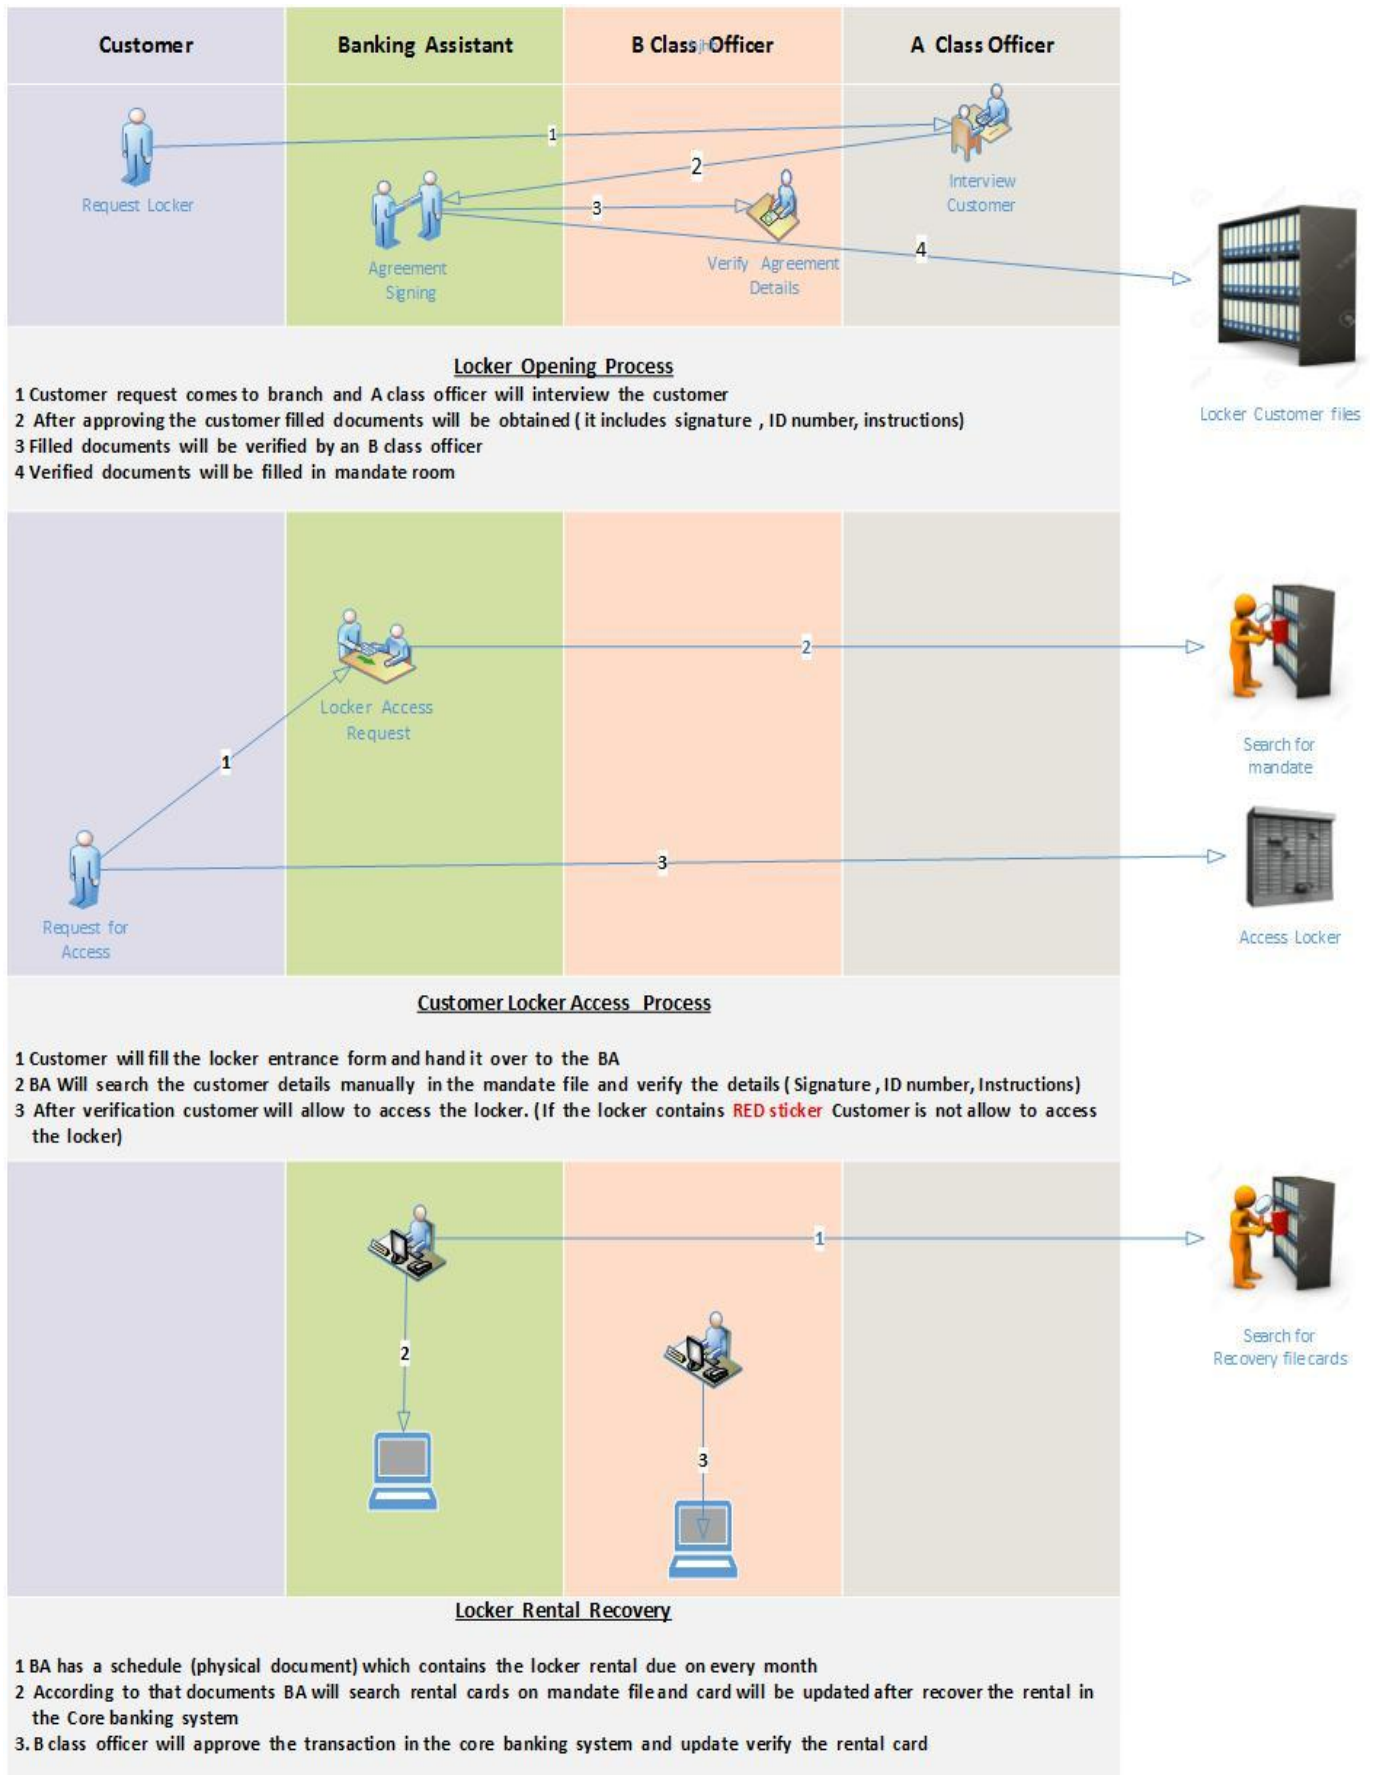 Customer
Banking Assistant
B Class Officer
A Class Officer
1
2
3
4
Request Locker
Interview
Customer
Agreement
Signing
Verify Agreement
Details
Locker Customer files
Locker Opening Process
1 Customer request comes to branch and A class officer will interview the customer
2 After approving the customer filled documents will be obtained ( it includes signature , ID number, instructions)
3 Filled documents will be verified by an B class officer
4 Verified documents will be filled in mandate room
2
Locker Access
Request
1
Search for
mandate
3
Request for
Access
Access Locker
Customer Locker Access Process
1 Customer will fill the locker entrance form and hand it over to the BA
2 BA Will search the customer details manually in the mandate file and verify the details ( Signature , ID number, Instructions)
3 After verification customer will allow to access the locker. (If the locker contains RED sticker Customer is not allow to access
the locker)
1
2
Search for
Recovery file cards
3
Locker Rental Recovery
1 BA has a schedule (physical document) which contains the locker rental due on every month
2 According to that documents BA will search rental cards on mandate file and card will be updated after recover the rental in
the Core banking system
3. B class officer will approve the transaction in the core banking system and update verify the rental card